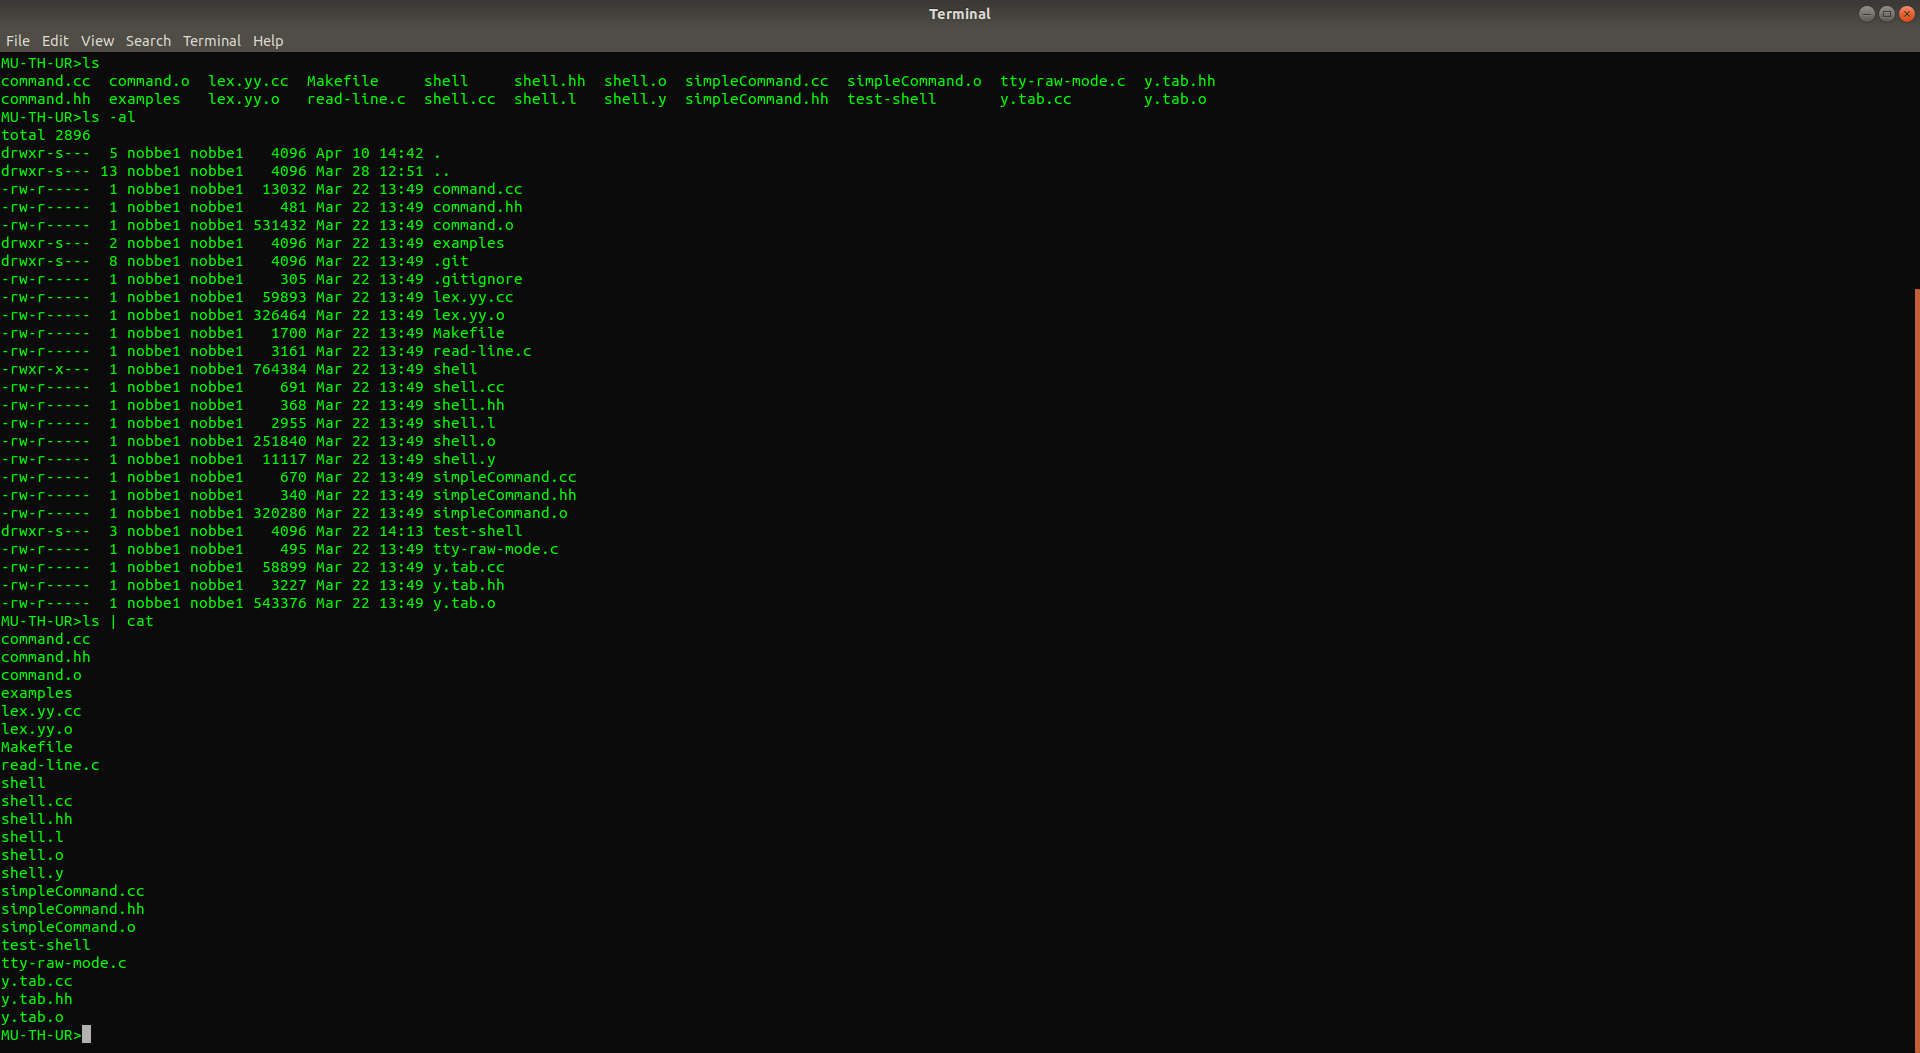 Terminal
File Edit View Search Terminal Help
MU-TH-UR>ls
command.cc  command.o  lex.yy.cc  Makefile     shell     shell.hh  shell.o  simpleCommand.cc  simpleCommand.o  tty-raw-mode.c  y.tab.hh
command.hh  examples   lex.yy.o   read-line.c  shell.cc  shell.l   shell.y  simpleCommand.hh  test-shell       y.tab.cc        y.tab.o
MU-TH-UR>ls -al
total 2896
drwxr-s---  5 nobbe1 nobbe1   4096 Apr 10 14:42 .
drwxr-s--- 13 nobbe1 nobbe1   4096 Mar 28 12:51 ..
-rw-r-----  1 nobbe1 nobbe1  13032 Mar 22 13:49 command.cc
-rw-r-----  1 nobbe1 nobbe1    481 Mar 22 13:49 command.hh
-rw-r-----  1 nobbe1 nobbe1 531432 Mar 22 13:49 command.o
drwxr-s---  2 nobbe1 nobbe1   4096 Mar 22 13:49 examples
drwxr-s---  8 nobbe1 nobbe1   4096 Mar 22 13:49 .git
-rw-r-----  1 nobbe1 nobbe1    305 Mar 22 13:49 .gitignore
-rw-r-----  1 nobbe1 nobbe1  59893 Mar 22 13:49 lex.yy.cc
-rw-r-----  1 nobbe1 nobbe1 326464 Mar 22 13:49 lex.yy.o
-rw-r-----  1 nobbe1 nobbe1   1700 Mar 22 13:49 Makefile
-rw-r-----  1 nobbe1 nobbe1   3161 Mar 22 13:49 read-line.c
-rwxr-x---  1 nobbe1 nobbe1 764384 Mar 22 13:49 shell
-rw-r-----  1 nobbe1 nobbe1    691 Mar 22 13:49 shell.cc
-rw-r-----  1 nobbe1 nobbe1    368 Mar 22 13:49 shell.hh
-rw-r-----  1 nobbe1 nobbe1   2955 Mar 22 13:49 shell.l
-rw-r-----  1 nobbe1 nobbe1 251840 Mar 22 13:49 shell.o
-rw-r-----  1 nobbe1 nobbe1  11117 Mar 22 13:49 shell.y
-rw-r-----  1 nobbe1 nobbe1    670 Mar 22 13:49 simpleCommand.cc
-rw-r-----  1 nobbe1 nobbe1    340 Mar 22 13:49 simpleCommand.hh
-rw-r-----  1 nobbe1 nobbe1 320280 Mar 22 13:49 simpleCommand.o
drwxr-s---  3 nobbe1 nobbe1   4096 Mar 22 14:13 test-shell
-rw-r-----  1 nobbe1 nobbe1    495 Mar 22 13:49 tty-raw-mode.c
-rw-r-----  1 nobbe1 nobbe1  58899 Mar 22 13:49 y.tab.cc
-rw-r-----  1 nobbe1 nobbe1   3227 Mar 22 13:49 y.tab.hh
-rw-r-----  1 nobbe1 nobbe1 543376 Mar 22 13:49 y.tab.o
MU-TH-UR>ls | cat
command.cc
command.hh
command.o
examples
lex.yy.cc
lex.yy.o
Makefile
read-line.c
shell
shell.cc
shell.hh
shell.l
shell.o
shell.y
simpleCommand.cc
simpleCommand.hh
simpleCommand.o
test-shell
tty-raw-mode.c
y.tab.cc
y.tab.hh
y.tab.o
MU-TH-UR>